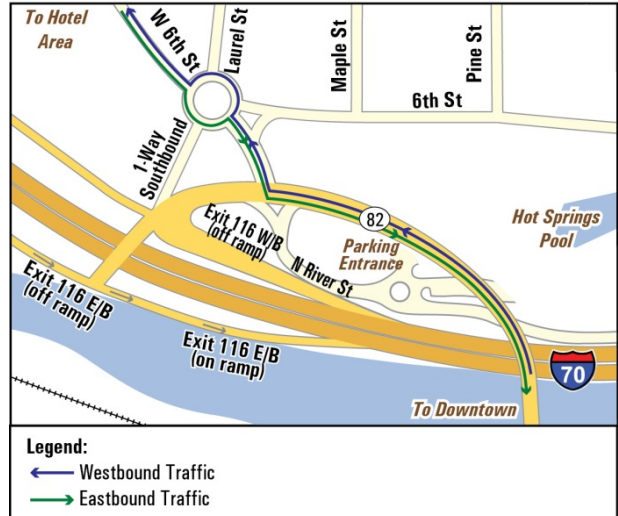 To Hotel
Area
W 6th St
Laurel St
Maple St
Pine St
6th St
1-Way
Southbound
82
Hot Springs
Pool
Exit 116 W/B
(off ramp)
Parking
Entrance
N River St
Exit 116 E/B
(off ramp)
Exit 116 E/B
(on ramp)
70
To Downtown
Legend:
Westbound Traffic
Eastbound Traffic